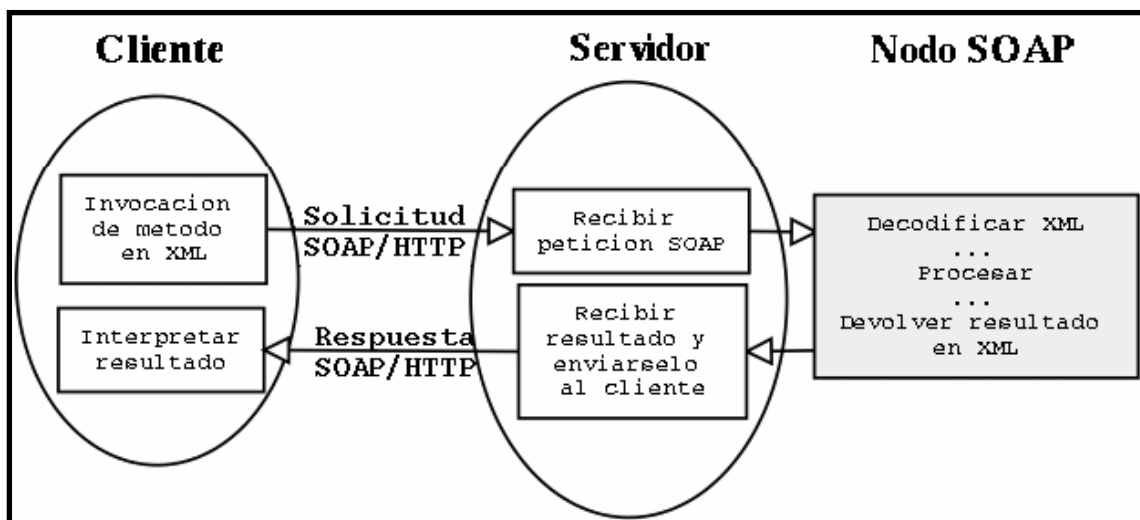 Cliente
Servidor
Nodo SOAP
Invocacion
de metodo
en XML
Solicitud
SOAP/HTTP
Recibir
peticion SOAP
Decodificar XML
...
Procesar
...
Devolver resultado
en XML
Interpretar
resultado
Respuesta
SOAP/HTTP
Recibir
resultado y
enviarselo
al cliente